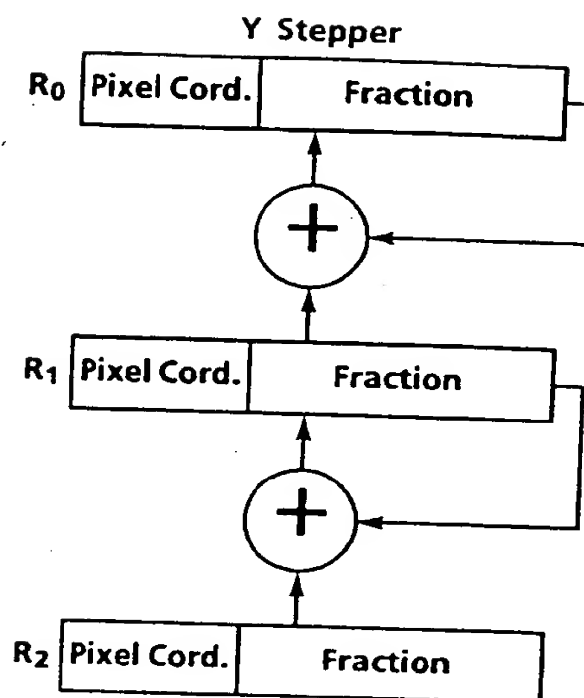 Y Stepper
R0 Pixel Cord. Fraction
+
R1 Pixel Cord. Fraction
+
R2 Pixel Cord. Fraction